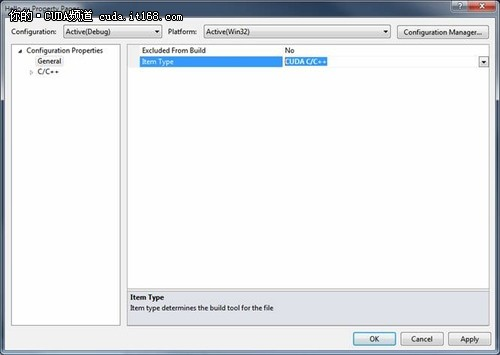 你的·CUDA频道 cuda.it168.com
Property Pages
Configuration: Active(Debug) Platform: Active(Win32) Configuration Manager...
Configuration Properties
General
C/C++
Excluded From Build No
Item Type CUDA C/C++
Item Type
Item type determines the build tool for the file
OK Cancel Apply